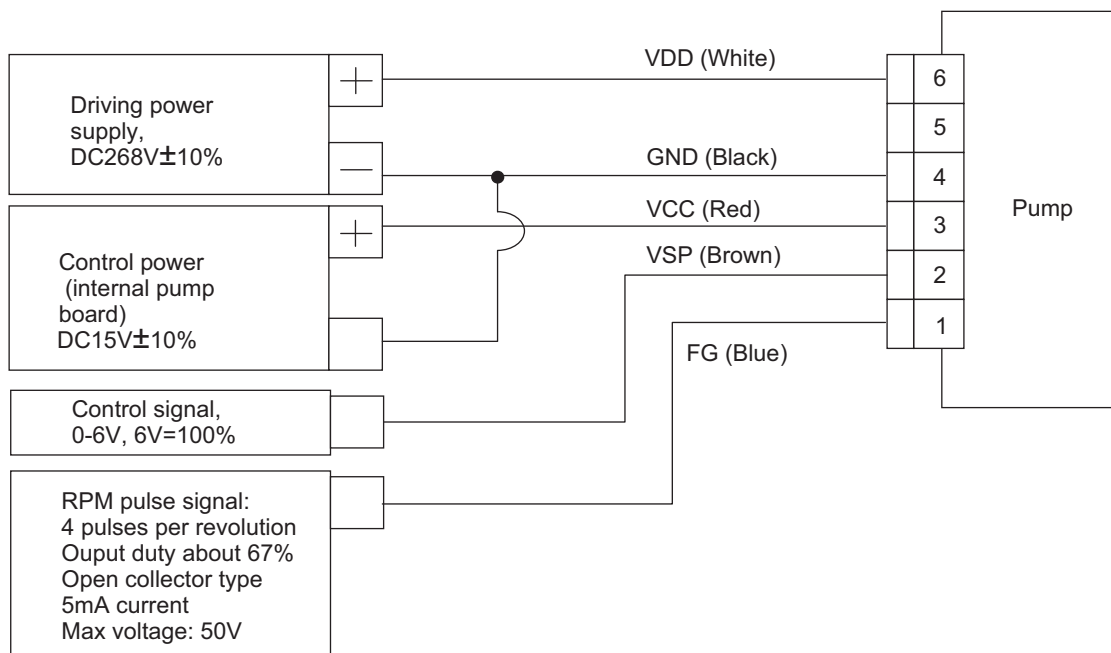 Driving power
supply,
DC268V±10%
+
−
Control power
(internal pump
board)
DC15V±10%
+
Control signal,
0-6V, 6V=100%
RPM pulse signal:
4 pulses per revolution
Ouput duty about 67%
Open collector type
5mA current
Max voltage: 50V
VDD (White)
GND (Black)
VCC (Red)
VSP (Brown)
FG (Blue)
6
5
4
3
2
1
Pump